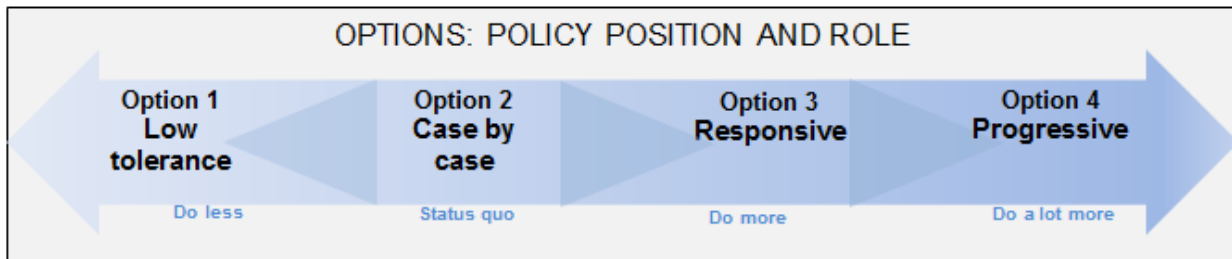 OPTIONS: POLICY POSITION AND ROLE
Option 1
Low
tolerance
Do less
Option 2
Case by
case
Status quo
Option 3
Responsive
Do more
Option 4
Progressive
Do a lot more